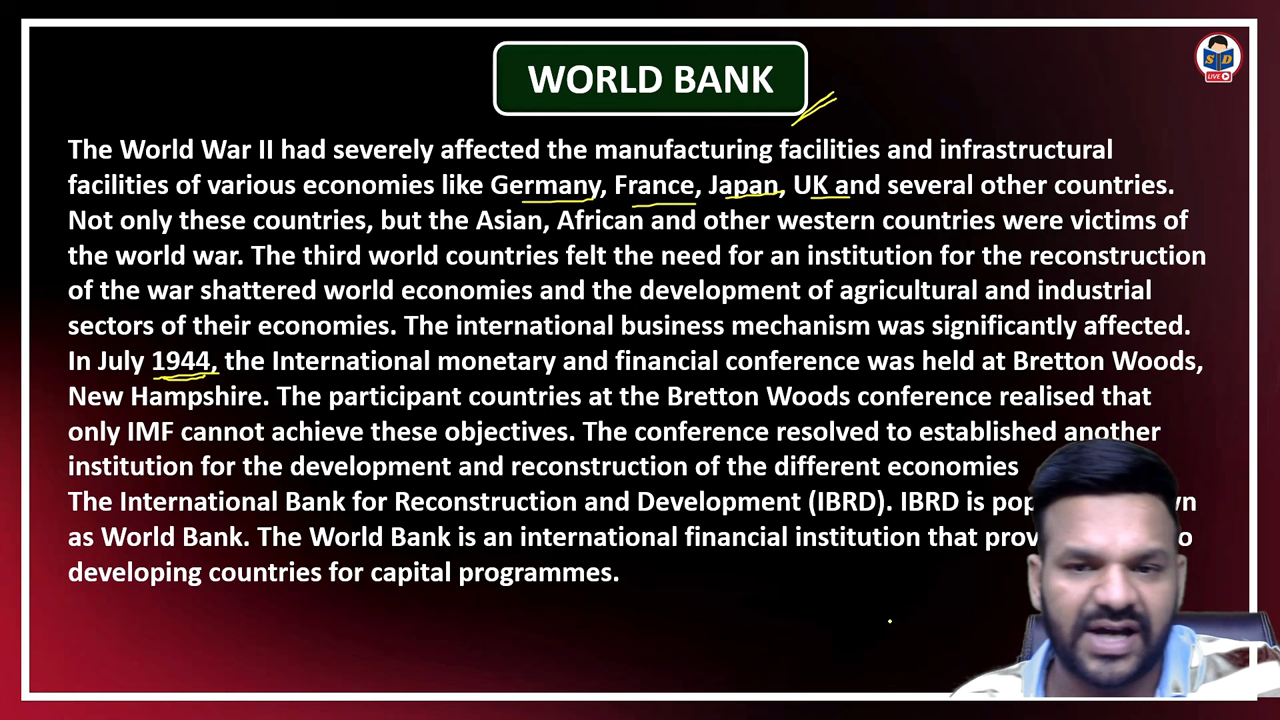 WORLD BANK
S D
LIVE
The World War II had severely affected the manufacturing facilities and infrastructural
facilities of various economies like Germany, France, Japan, UK and several other countries.
Not only these countries, but the Asian, African and other western countries were victims of
the world war. The third world countries felt the need for an institution for the reconstruction
of the war shattered world economies and the development of agricultural and industrial
sectors of their economies. The international business mechanism was significantly affected.
In July 1944, the International monetary and financial conference was held at Bretton Woods,
New Hampshire. The participant countries at the Bretton Woods conference realised that
only IMF cannot achieve these objectives. The conference resolved to established another
institution for the development and reconstruction of the different economies
The International Bank for Reconstruction and Development (IBRD). IBRD is
as World Bank. The World Bank is an international financial institution that
developing countries for capital programmes.